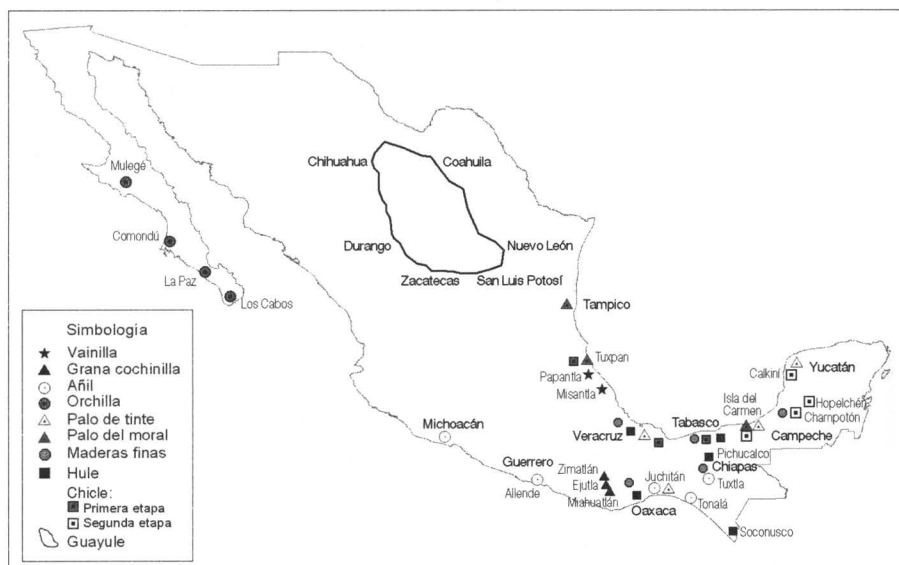 Mulegé
Comondú
La Paz
Los Cabos
Chihuahua
Coahuila
Durango
Nuevo León
Zacatecas
San Luis Potosí
Tampico
Tuxpan
Papantla
Misantla
Michoacán
Guerrero
Allende
Veracruz
Tabasco
Isla del
Carmen
Calkiní
Yucatán
Hopelchén
Champotón
Campeche
Pichucalco
Chiapas
Zimatlán
Ejutla
Miahuatlán
Juchitán
Tuxtla
Oaxaca
Tonalá
Soconusco
Simbología
Vainilla
Grana cochinilla
Añil
Orchilla
Palo de tinte
Palo del moral
Maderas finas
Hule
Chicle:
Primera etapa
Segunda etapa
Guayule